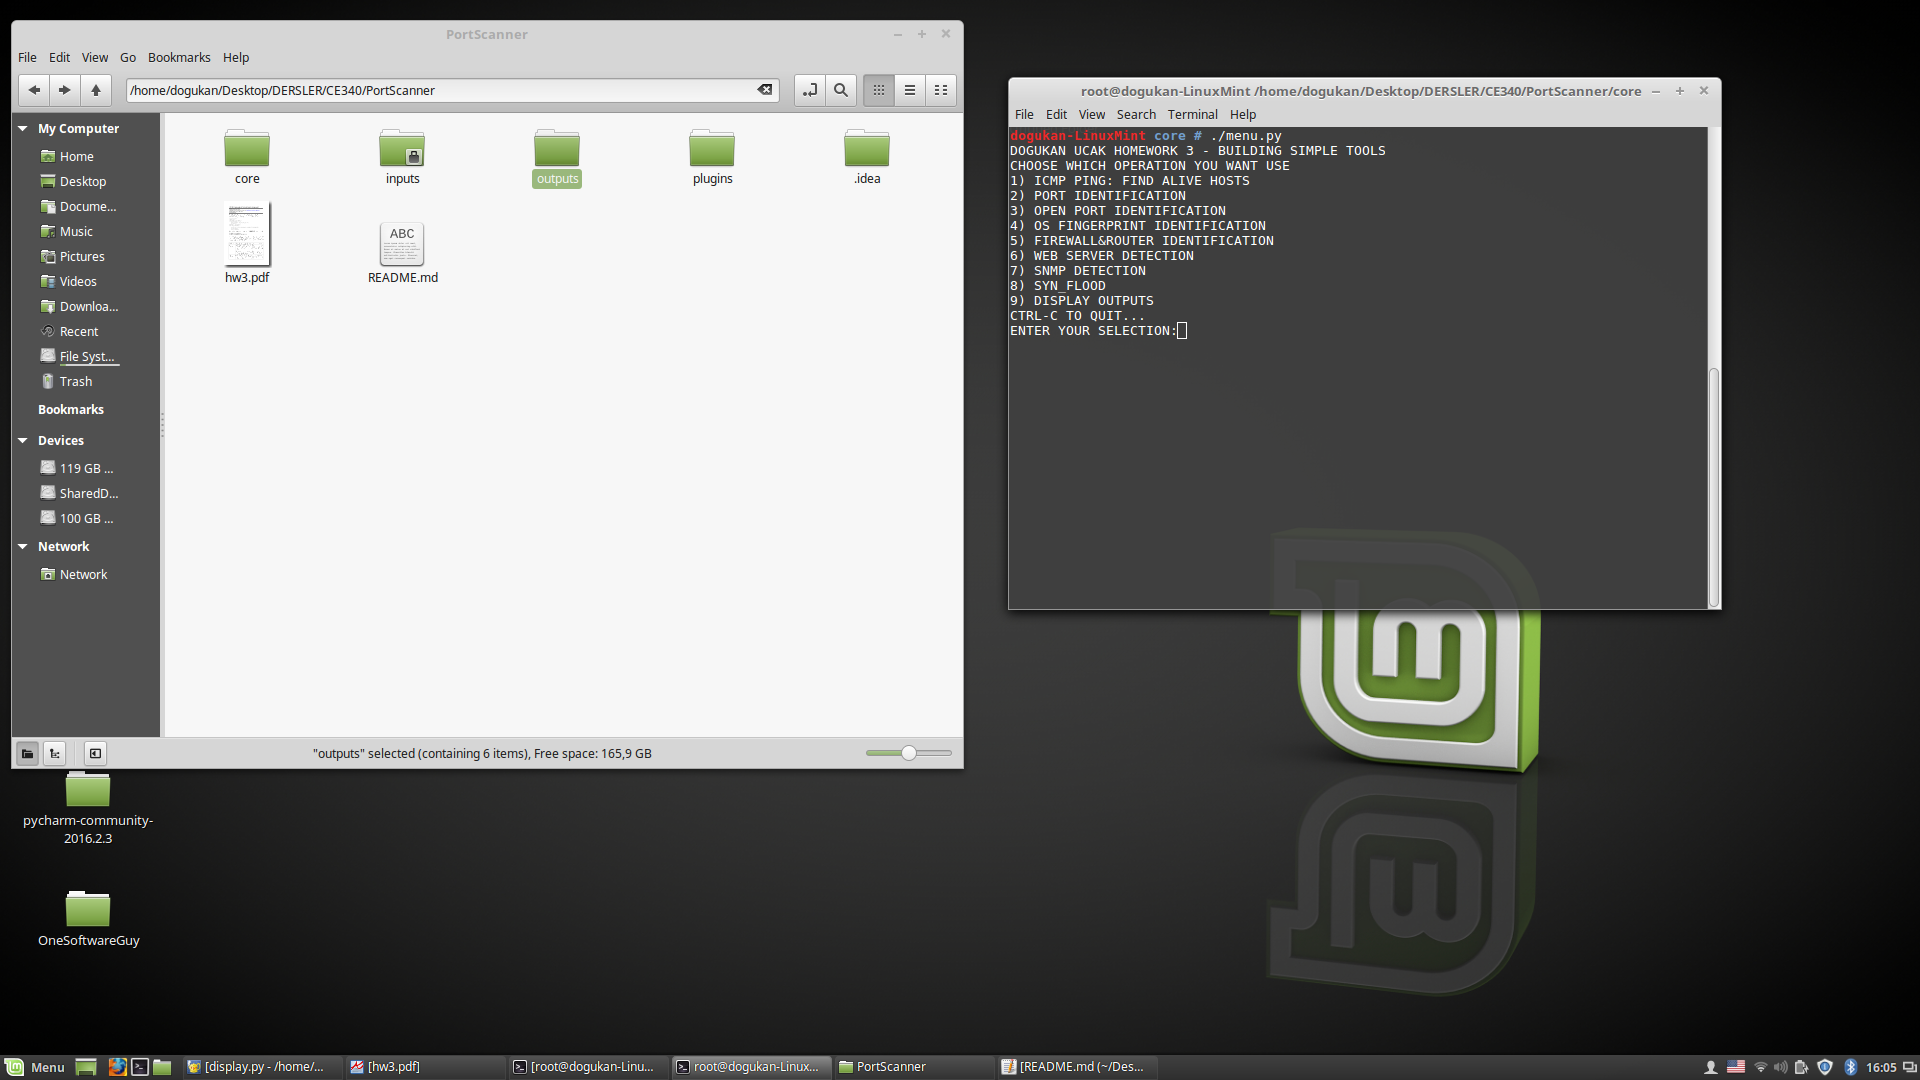 PortScanner
File Edit View Go Bookmarks Help
/home/dogukan/Desktop/DERSLER/CE340/PortScanner
My Computer
Home
Desktop
Docume...
Music
Pictures
Videos
Downloa...
Recent
File Syst...
Trash
Bookmarks
Devices
119 GB ...
SharedD...
100 GB ...
Network
Network
core
inputs
outputs
plugins
.idea
hw3.pdf
ABC
README.md
"outputs" selected (containing 6 items), Free space: 165,9 GB
root@dogukan-LinuxMint /home/dogukan/Desktop/DERSLER/CE340/PortScanner/core
File Edit View Search Terminal Help
dogukan-LinuxMint core # ./menu.py
DOGUKAN UCAK HOMEWORK 3 - BUILDING SIMPLE TOOLS
CHOOSE WHICH OPERATION YOU WANT USE
1) ICMP PING: FIND ALIVE HOSTS
2) PORT IDENTIFICATION
3) OPEN PORT IDENTIFICATION
4) OS FINGERPRINT IDENTIFICATION
5) FIREWALL&ROUTER IDENTIFICATION
6) WEB SERVER DETECTION
7) SNMP DETECTION
8) SYN_FLOOD
9) DISPLAY OUTPUTS
CTRL-C TO QUIT...
ENTER YOUR SELECTION:
pycharm-community-
2016.2.3
OneSoftwareGuy
Menu
[display.py - /home/...
[hw3.pdf]
[root@dogukan-Linu...
root@dogukan-Linux...
PortScanner
[README.md (~/Des...
16:05